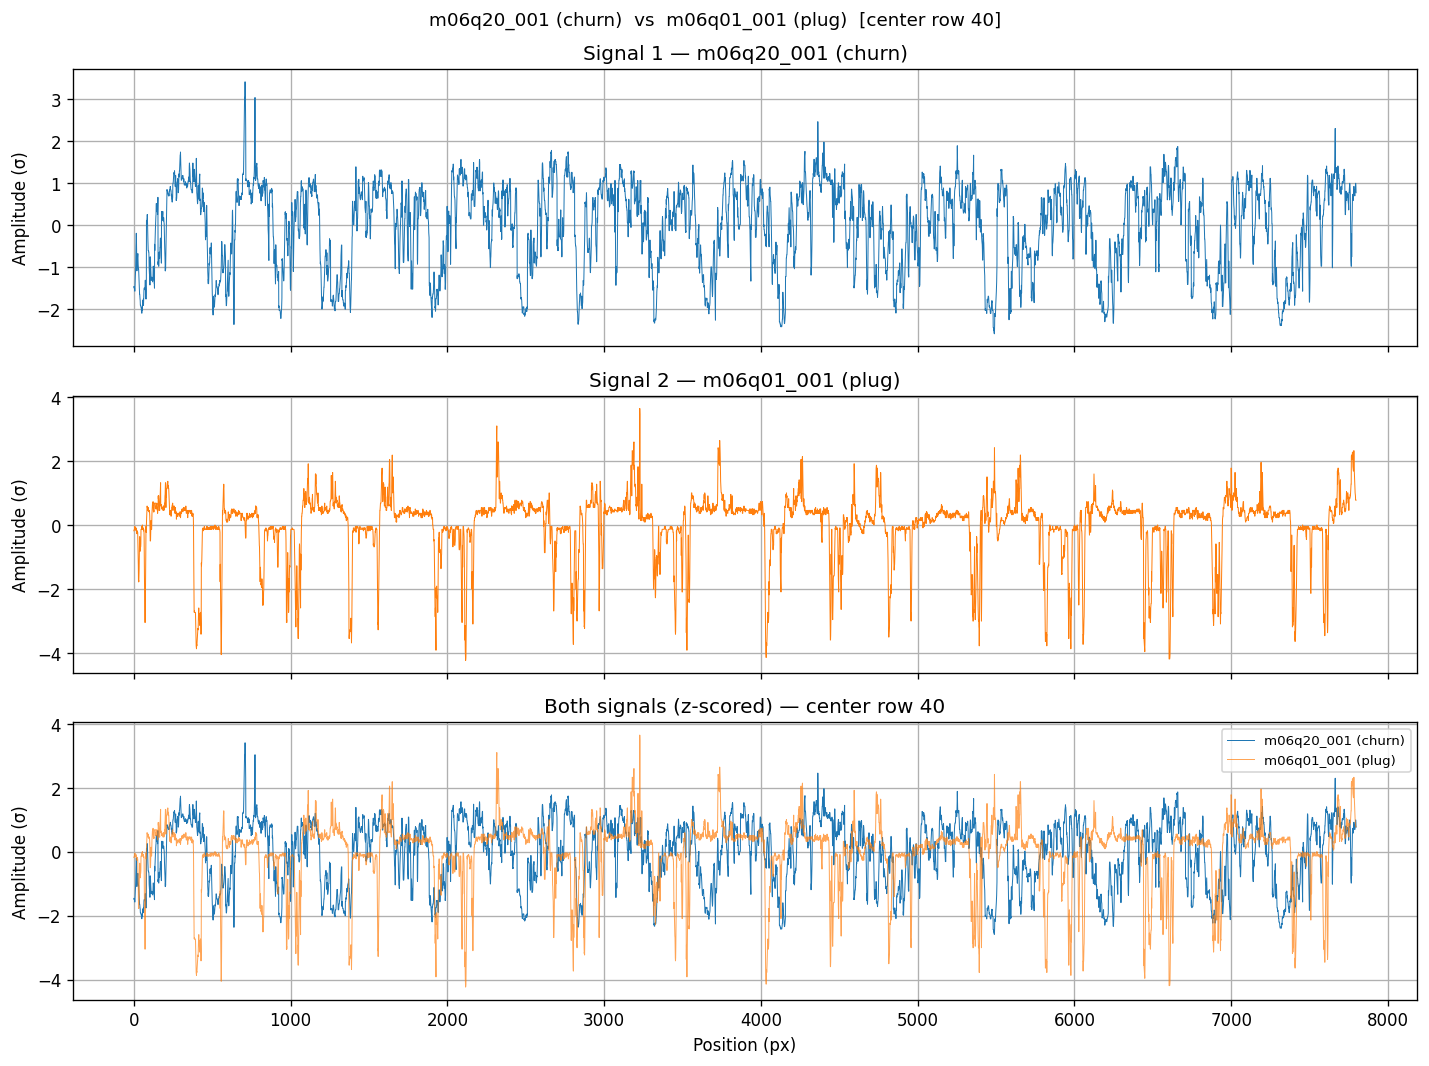 m06q20_001 (churn)  vs  m06q01_001 (plug)  [center row 40]
Signal 1 — m06q20_001 (churn)
Amplitude (σ)
3
2
1
0
−1
−2
Signal 2 — m06q01_001 (plug)
Amplitude (σ)
4
2
0
−2
−4
Both signals (z-scored) — center row 40
Amplitude (σ)
4
2
0
−2
−4
m06q20_001 (churn)
m06q01_001 (plug)
0 1000 2000 3000 4000 5000 6000 7000 8000
Position (px)